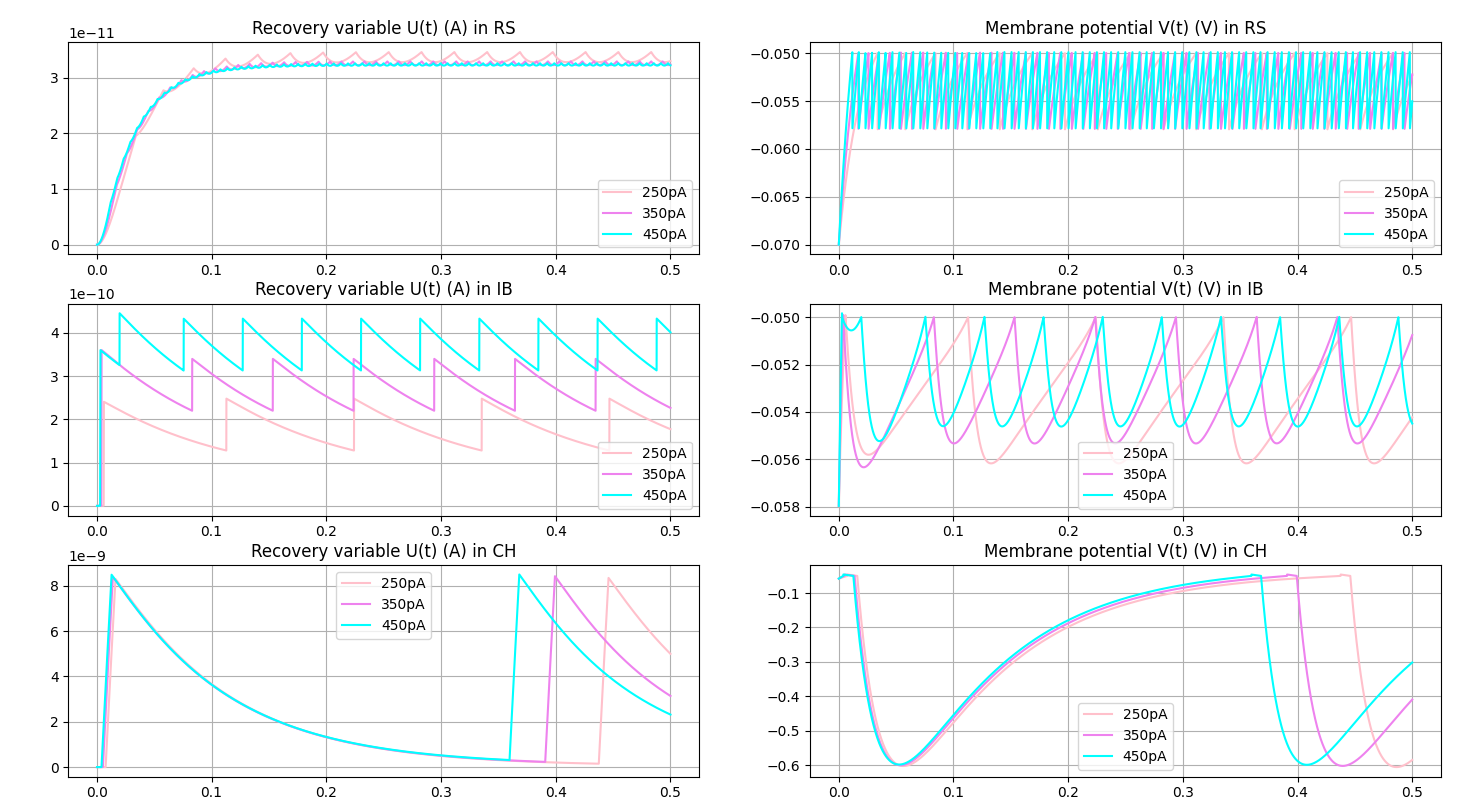 Recovery variable U(t) (A) in RS
1e−11
3
2
1
0
250pA
350pA
450pA
0.0 0.1 0.2 0.3 0.4 0.5
Membrane potential V(t) (V) in RS
−0.050
−0.055
−0.060
−0.065
−0.070
250pA
350pA
450pA
0.0 0.1 0.2 0.3 0.4 0.5
Recovery variable U(t) (A) in IB
1e−10
4
3
2
1
0
250pA
350pA
450pA
0.0 0.1 0.2 0.3 0.4 0.5
Membrane potential V(t) (V) in IB
−0.050
−0.052
−0.054
−0.056
−0.058
250pA
350pA
450pA
0.0 0.1 0.2 0.3 0.4 0.5
Recovery variable U(t) (A) in CH
1e−9
8
6
4
2
0
250pA
350pA
450pA
0.0 0.1 0.2 0.3 0.4 0.5
Membrane potential V(t) (V) in CH
−0.1
−0.2
−0.3
−0.4
−0.5
−0.6
250pA
350pA
450pA
0.0 0.1 0.2 0.3 0.4 0.5